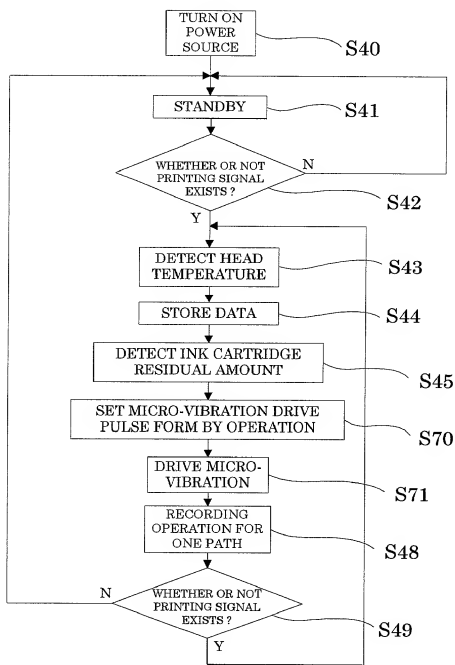 TURN ON
POWER
SOURCE
S40
STANDBY
S41
WHETHER OR NOT
PRINTING SIGNAL
EXISTS ?
N
S42
Y
DETECT HEAD
TEMPERATURE
S43
STORE DATA
S44
DETECT INK CARTRIDGE
RESIDUAL AMOUNT
S45
SET MICRO-VIBRATION DRIVE
PULSE FORM BY OPERATION
S70
DRIVE MICRO-
VIBRATION
S71
RECORDING
OPERATION FOR
ONE PATH
S48
N
WHETHER OR NOT
PRINTING SIGNAL
EXISTS ?
S49
Y